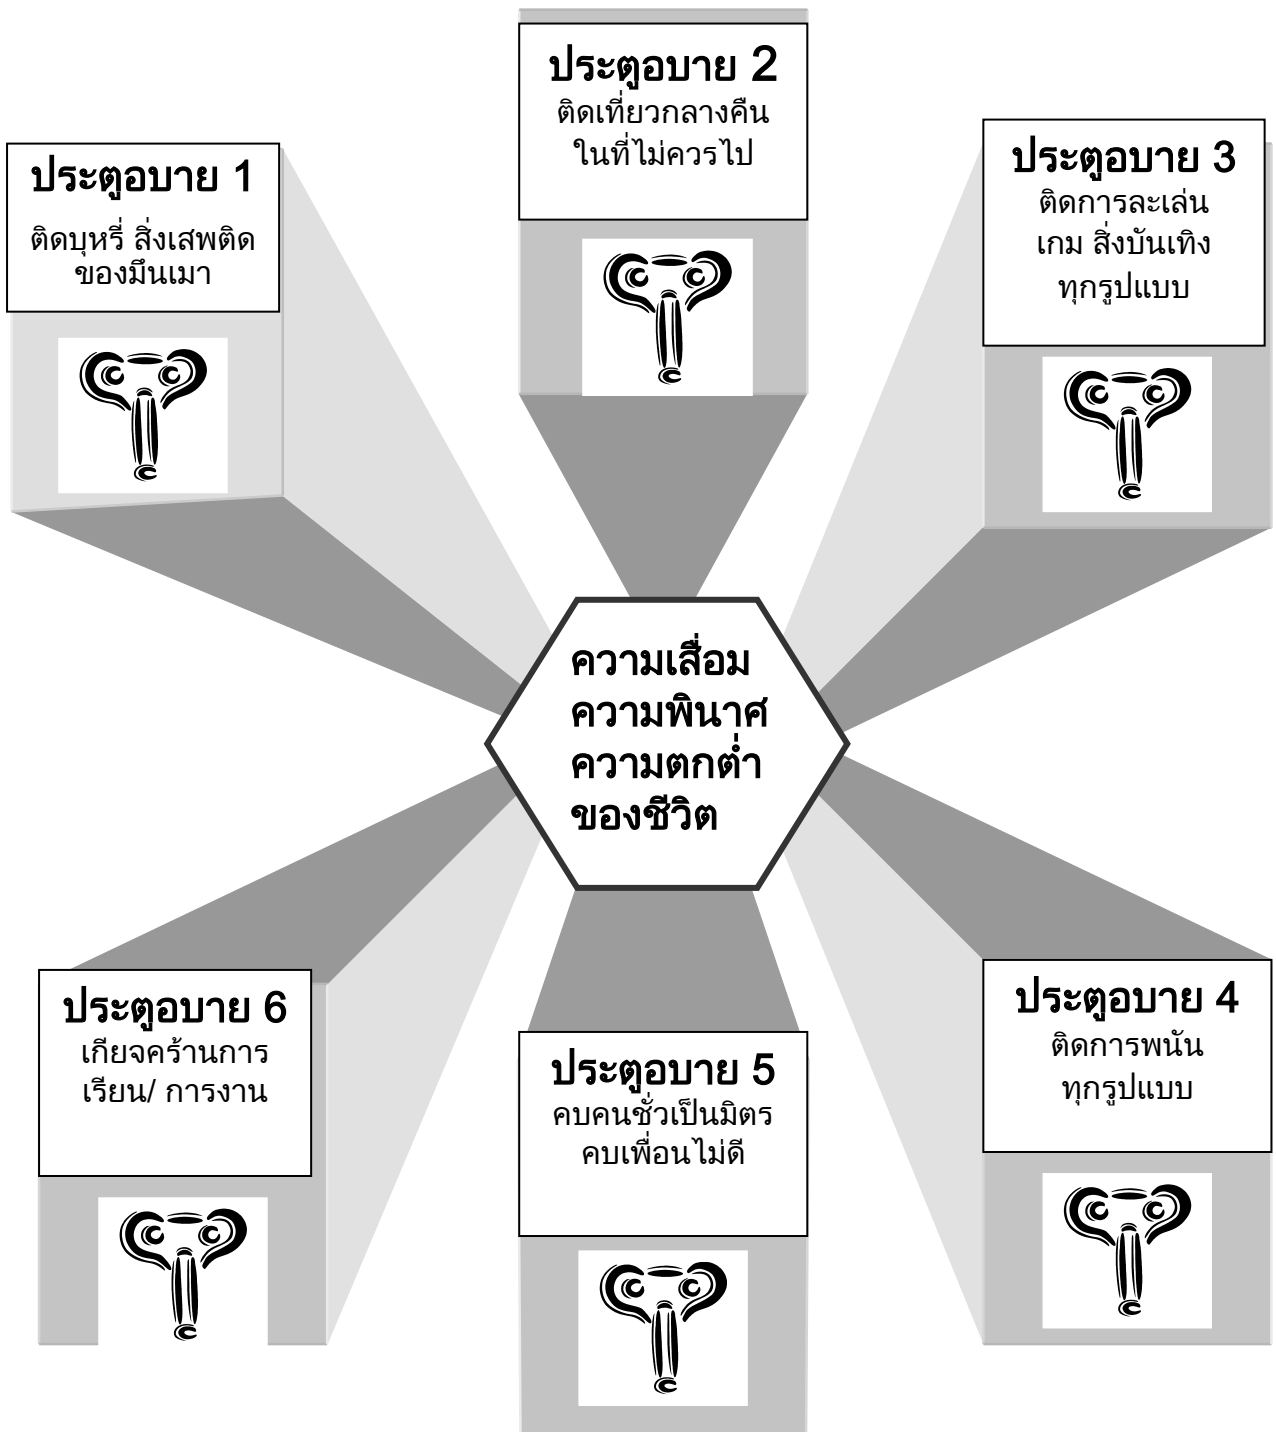 ประตูอบาย 1
ติดบุหรี่ สิ่งเสพติด
ของมึนเมา
ประตูอบาย 2
ติดเที่ยวกลางคืน
ในที่ไม่ควรไป
ประตูอบาย 3
ติดการละเล่น
เกม สิ่งบันเทิง
ทุกรูปแบบ
ความเสื่อม
ความพินาศ
ความตกต่ำ
ของชีวิต
ประตูอบาย 4
ติดการพนัน
ทุกรูปแบบ
ประตูอบาย 5
คบคนชั่วเป็นมิตร
คบเพื่อนไม่ดี
ประตูอบาย 6
เกียจคร้านการ
เรียน/ การงาน